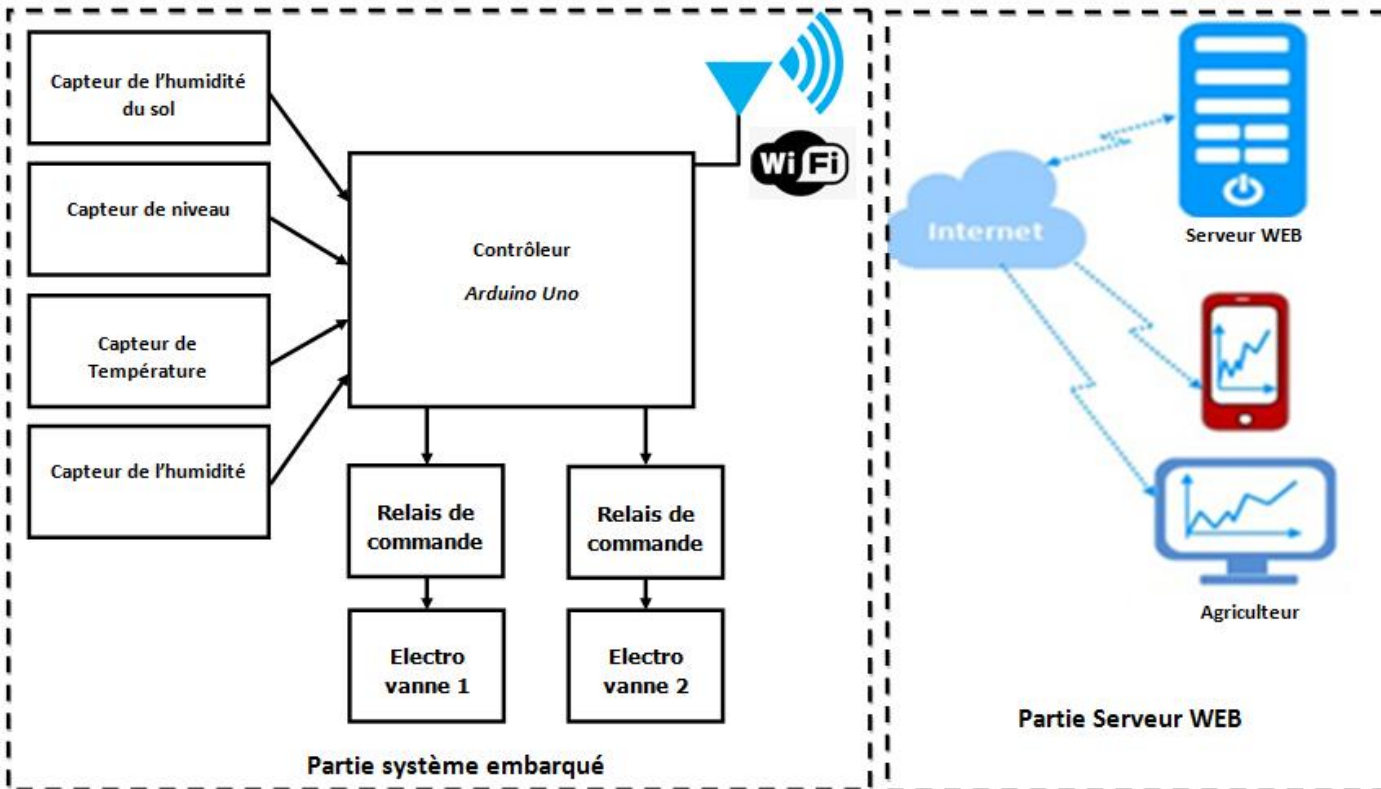 Capteur de l'humidité
du sol
Capteur de niveau
Capteur de
Température
Capteur de l'humidité
Contrôleur
Arduino Uno
Wi Fi
Relais de
commande
Relais de
commande
Electro
vanne 1
Electro
vanne 2
Partie système embarqué
Internet
Serveur WEB
Agriculteur
Partie Serveur WEB